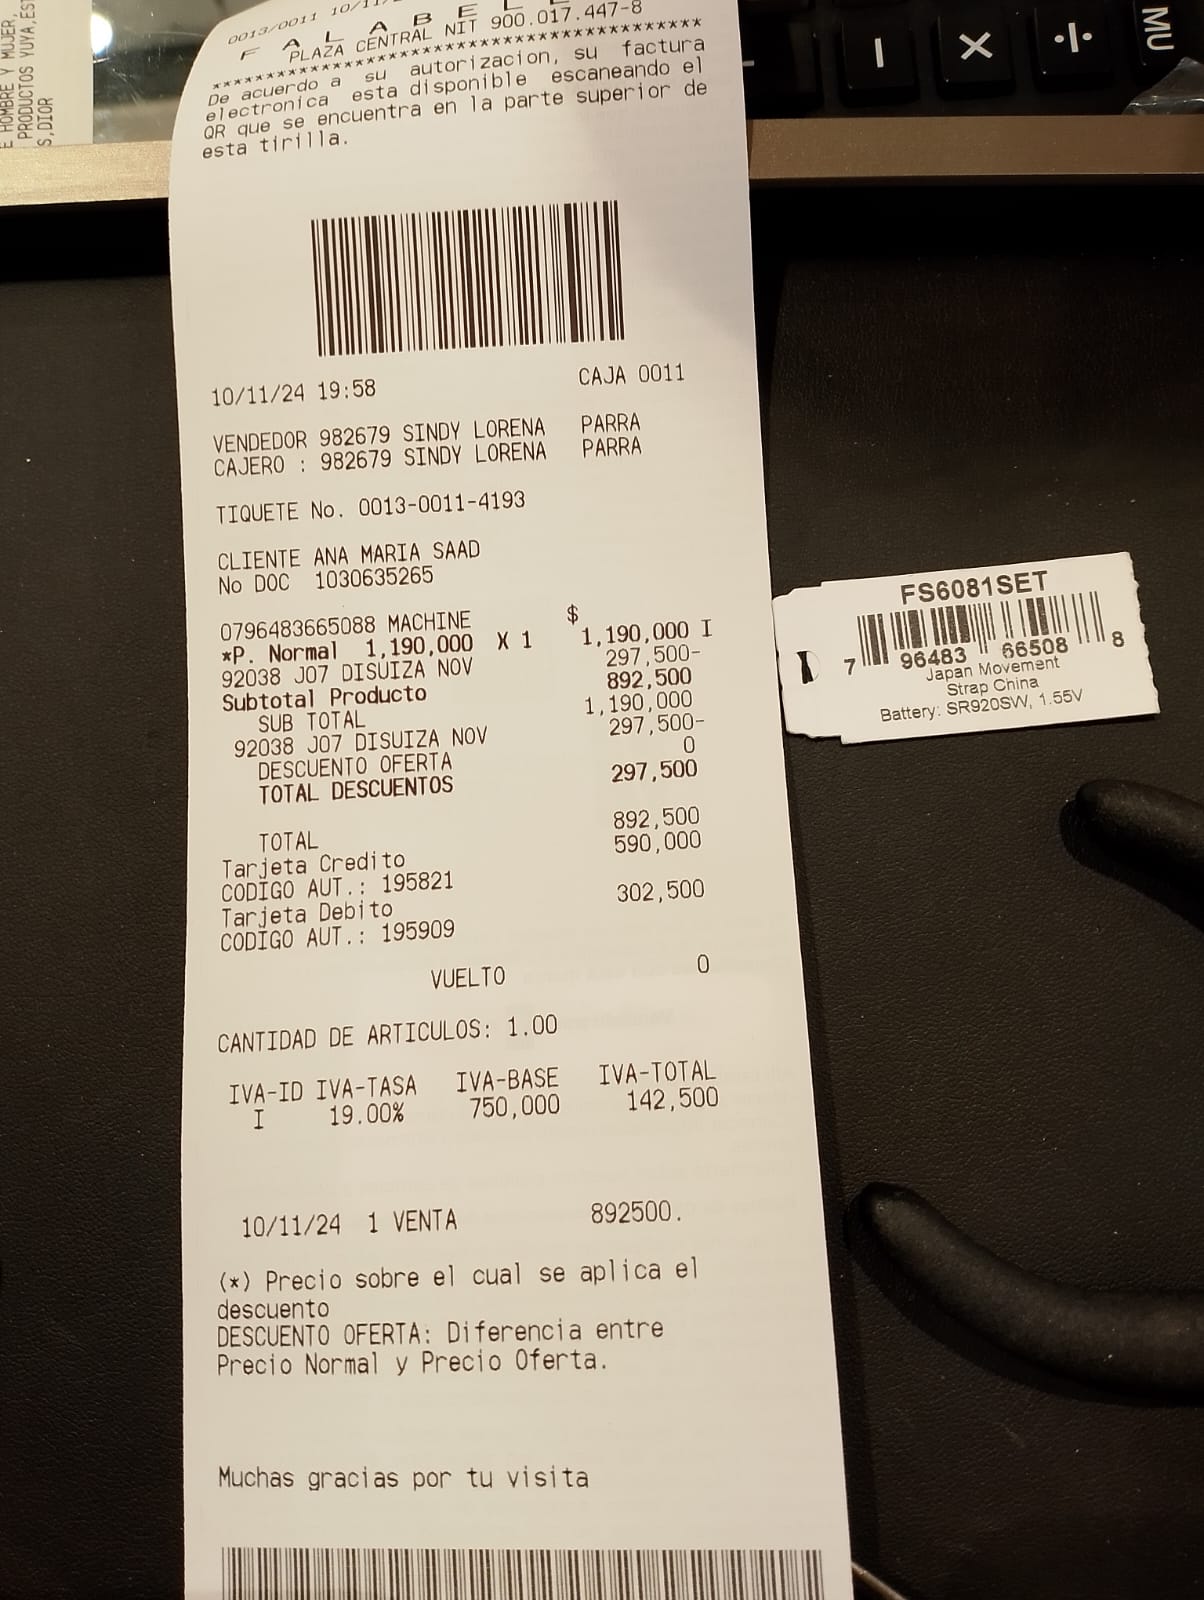 E HOMBRE Y MUJER,
PRODUCTOS YUYA, EST
S, DIOR
0013/0011 10/11/
F A L A B E L
PLAZA CENTRAL NIT 900.017.447-8
****************************************
De acuerdo a su autorizacion, su factura
electronica esta disponible escaneando el
QR que se encuentra en la parte superior de
esta tirilla.
10/11/24 19:58 CAJA 0011
VENDEDOR 982679 SINDY LORENA PARRA
CAJERO : 982679 SINDY LORENA PARRA
TIQUETE No. 0013-0011-4193
CLIENTE ANA MARIA SAAD
No DOC 1030635265
$
0796483665088 MACHINE
*P. Normal 1,190,000 X 1 1,190,000 I
92038 J07 DISUIZA NOV 297,500-
Subtotal Producto 892,500
SUB TOTAL 1,190,000
92038 J07 DISUIZA NOV 297,500-
DESCUENTO OFERTA 0
TOTAL DESCUENTOS 297,500
TOTAL 892,500
Tarjeta Credito 590,000
CODIGO AUT.: 195821
Tarjeta Debito 302,500
CODIGO AUT.: 195909
VUELTO 0
CANTIDAD DE ARTICULOS: 1.00
IVA-ID IVA-TASA IVA-BASE IVA-TOTAL
I 19.00% 750,000 142,500
10/11/24 1 VENTA 892500.
(*) Precio sobre el cual se aplica el
descuento
DESCUENTO OFERTA: Diferencia entre
Precio Normal y Precio Oferta.
Muchas gracias por tu visita
FS6081SET
7 96483 66508 8
Japan Movement
Strap China
Battery: SR920SW, 1.55V
− × ÷ MU